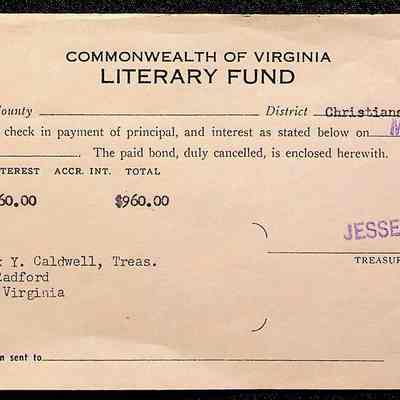 COMMONWEALTH OF VIRGINIA
LITERARY FUND
ounty District Christians
check in payment of principal, and interest as stated below on M
. The paid bond, duly cancelled, is enclosed herewith.
TEREST ACCR. INT. TOTAL
60.00 $960.00
JESSE
Y. Caldwell, Treas.
TREASUR
Radford
Virginia
n sent to